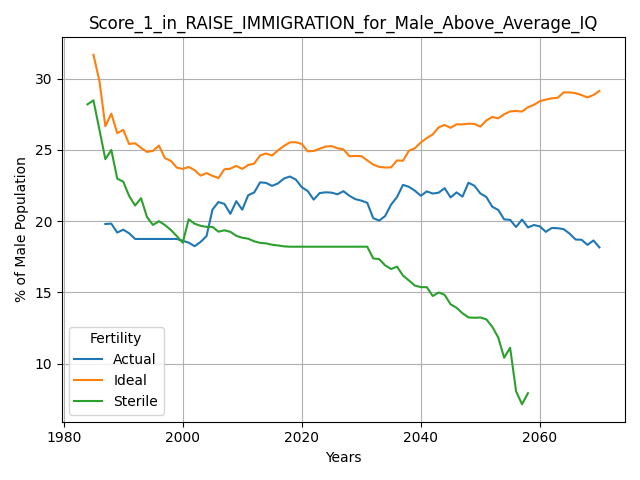 Score_1_in_RAISE_IMMIGRATION_for_Male_Above_Average_IQ
% of Male Population
30
25
20
15
10
Fertility
Actual
Ideal
Sterile
1980 2000 2020 2040 2060
Years